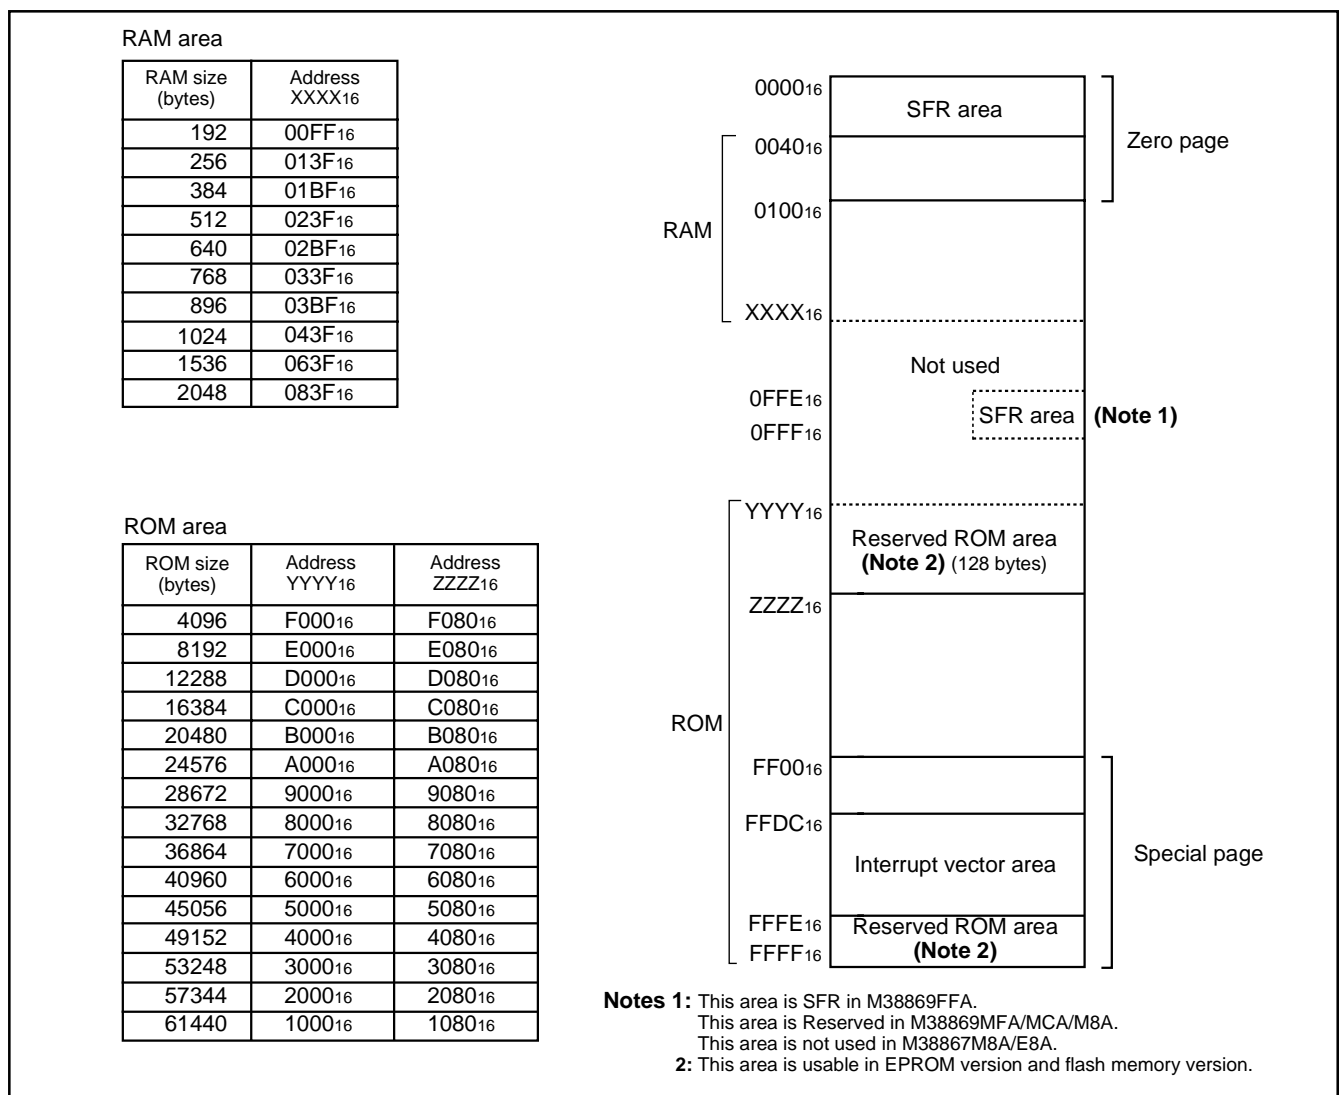 RAM area
RAM size (bytes) Address XXXX16
192 00FF16
256 013F16
384 01BF16
512 023F16
640 02BF16
768 033F16
896 03BF16
1024 043F16
1536 063F16
2048 083F16
ROM area
ROM size (bytes) Address YYYY16 Address ZZZZ16
4096 F00016 F08016
8192 E00016 E08016
12288 D00016 D08016
16384 C00016 C08016
20480 B00016 B08016
24576 A00016 A08016
28672 900016 908016
32768 800016 808016
36864 700016 708016
40960 600016 608016
45056 500016 508016
49152 400016 408016
53248 300016 308016
57344 200016 208016
61440 100016 108016
000016
SFR area
Zero page
004016
010016
RAM
XXXX16
Not used
0FFE16
SFR area (Note 1)
0FFF16
YYYY16
Reserved ROM area
(Note 2) (128 bytes)
ZZZZ16
ROM
FF0016
FFDC16
Interrupt vector area
Special page
FFFE16
Reserved ROM area
(Note 2)
FFFF16
Notes 1: This area is SFR in M38869FFA.
This area is Reserved in M38869MFA/MCA/M8A.
This area is not used in M38867M8A/E8A.
2: This area is usable in EPROM version and flash memory version.